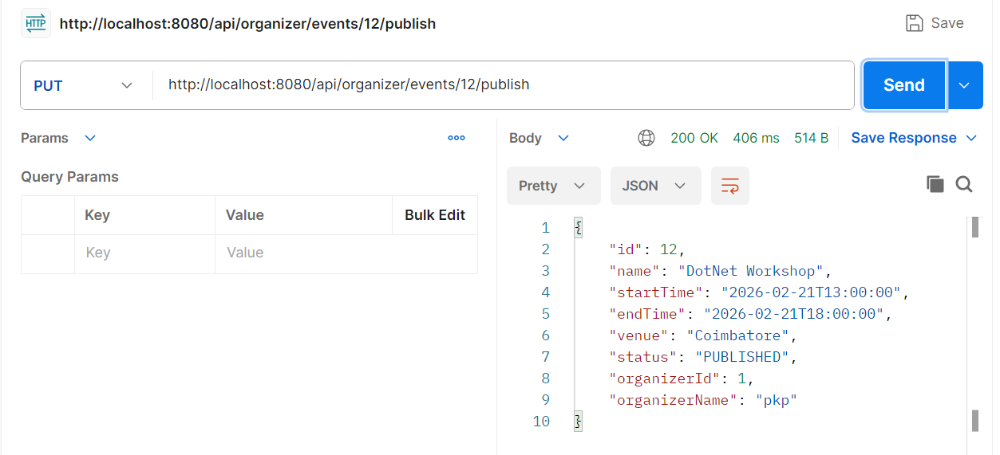 HTTP http://localhost:8080/api/organizer/events/12/publish Save
PUT http://localhost:8080/api/organizer/events/12/publish Send
Params
Body 200 OK 406 ms 514 B Save Response
Query Params
Key Value Bulk Edit
Key Value
Pretty JSON
1 {
2 "id": 12,
3 "name": "DotNet Workshop",
4 "startTime": "2026-02-21T13:00:00",
5 "endTime": "2026-02-21T18:00:00",
6 "venue": "Coimbatore",
7 "status": "PUBLISHED",
8 "organizerId": 1,
9 "organizerName": "pkp"
10 }